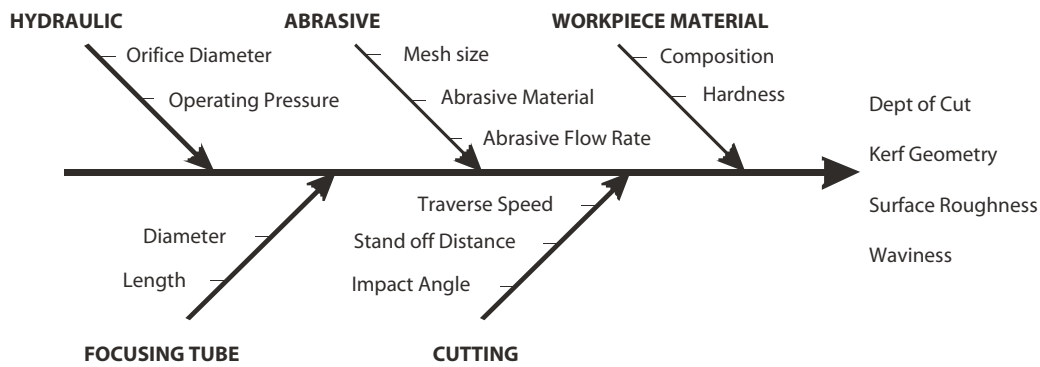 HYDRAULIC
Orifice Diameter
Operating Pressure
ABRASIVE
Mesh size
Abrasive Material
Abrasive Flow Rate
WORKPIECE MATERIAL
Composition
Hardness
Dept of Cut
Kerf Geometry
Surface Roughness
Waviness
Diameter
Length
FOCUSING TUBE
Traverse Speed
Stand off Distance
Impact Angle
CUTTING